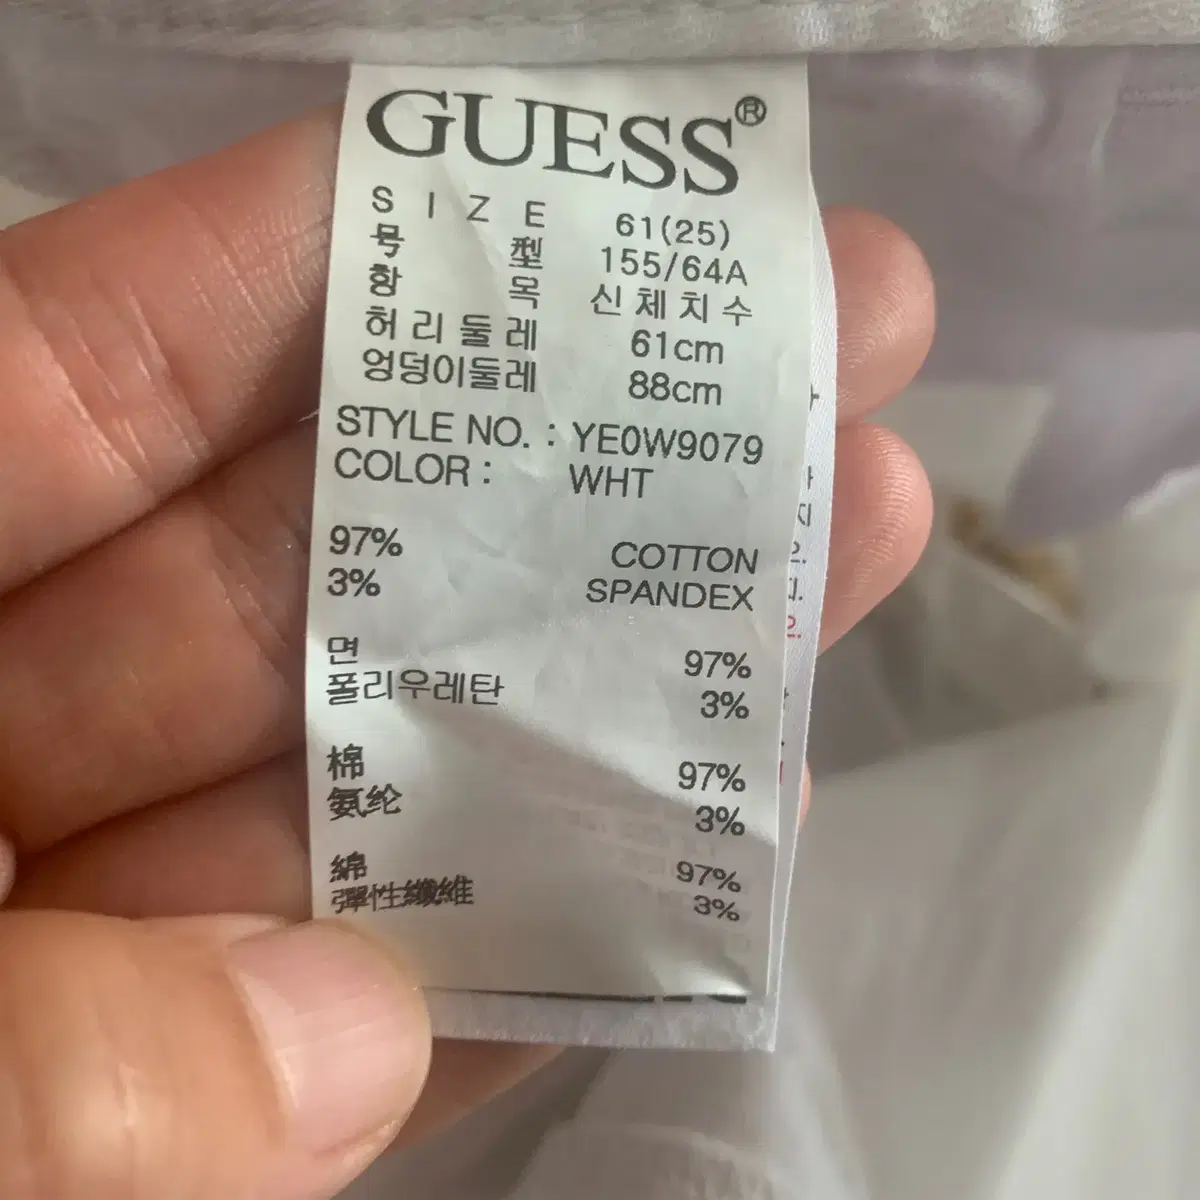 GUESS®
SIZE 61(25)
号型 155/64A
항목 신체치수
허리둘레 61cm
엉덩이둘레 88cm
STYLE NO. : YE0W9079
COLOR : WHT
97% COTTON
3% SPANDEX
면 97%
폴리우레탄 3%
棉 97%
氨纶 3%
綿 97%
彈性纖維 3%